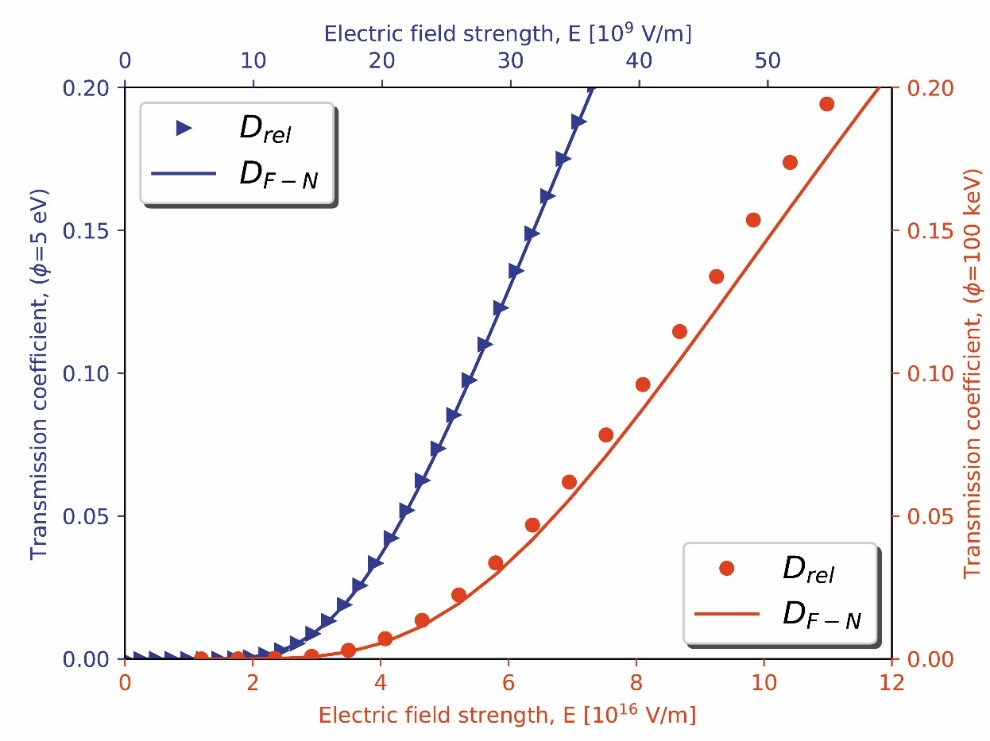 Electric field strength, E [10⁹ V/m]
0 10 20 30 40 50
Transmission coefficient, (ϕ=5 eV)
0.20
0.15
0.10
0.05
0.00
D_rel
D_F−N
0.20
0.15
0.10
0.05
0.00
Transmission coefficient, (ϕ=100 keV)
D_rel
D_F−N
0 2 4 6 8 10 12
Electric field strength, E [10¹⁶ V/m]